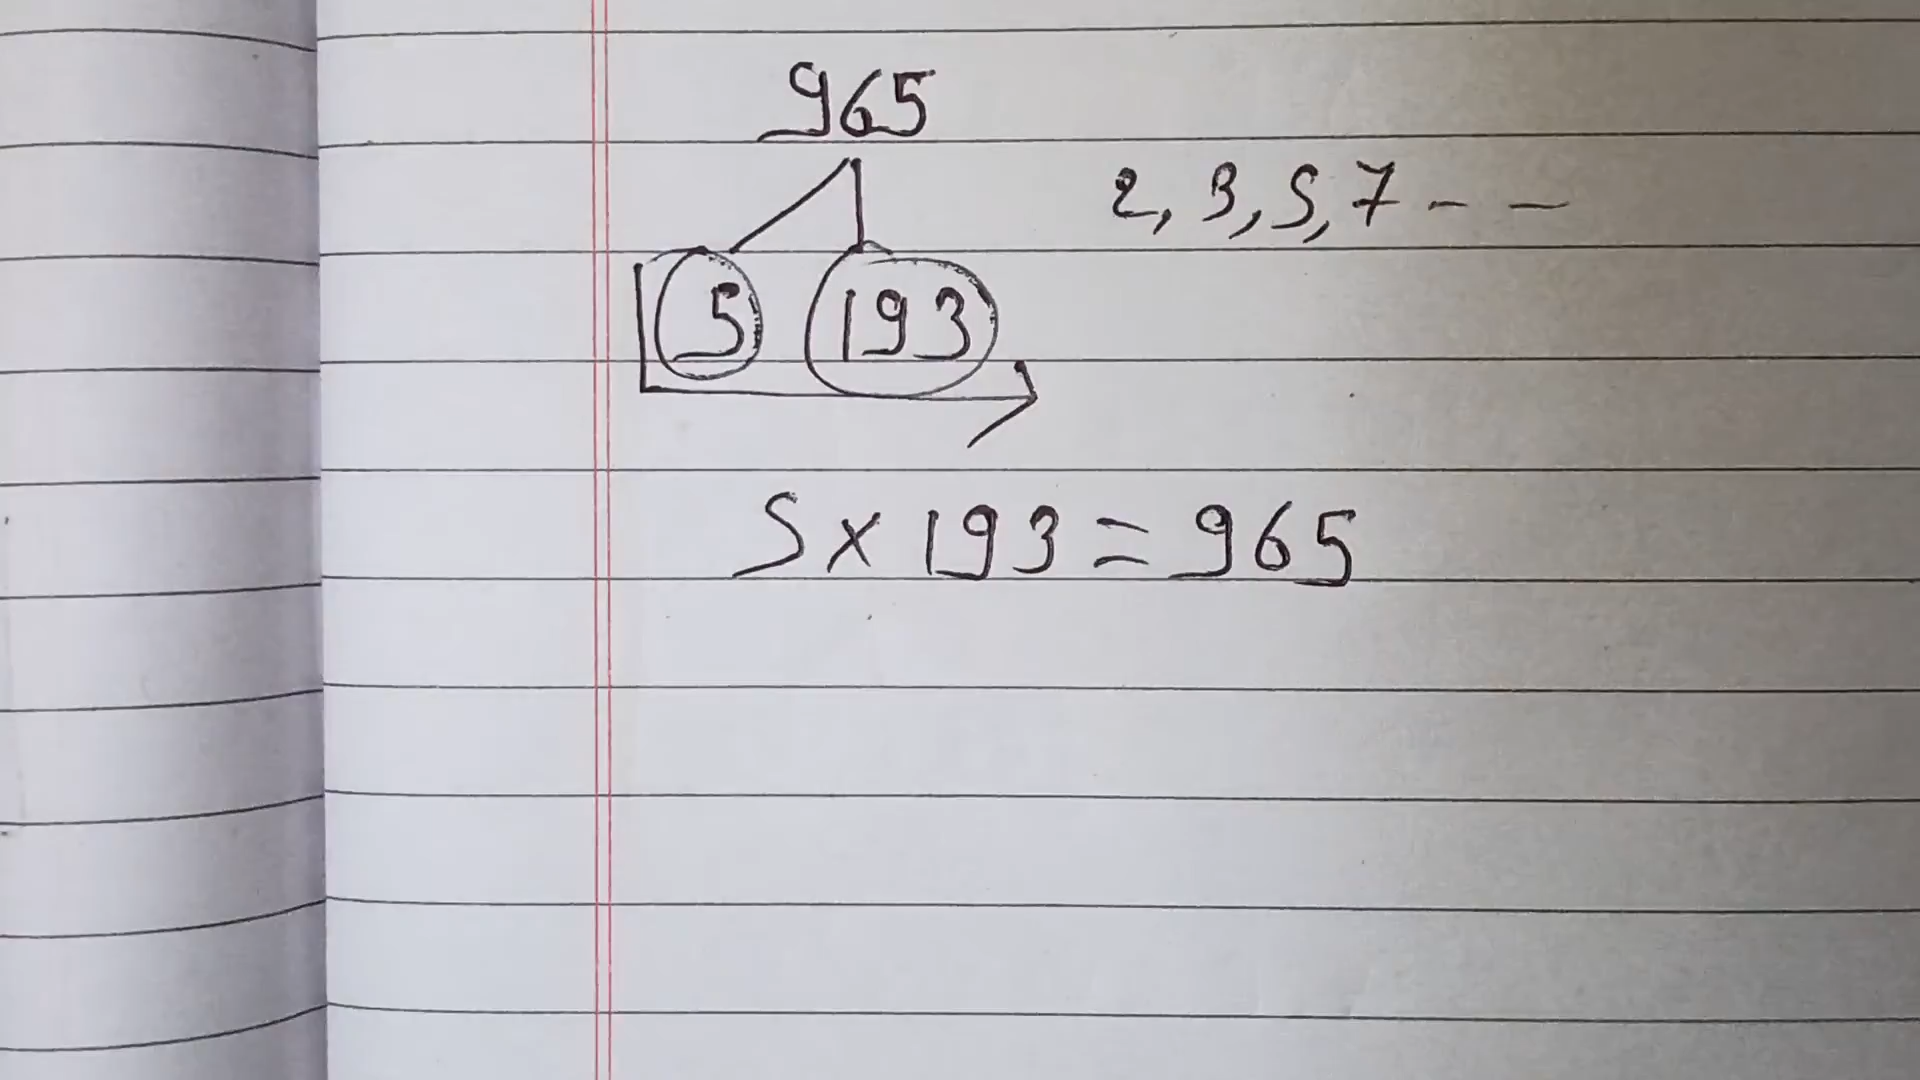 965
2, 3, 5, 7 - -
5 193
5 × 193 = 965